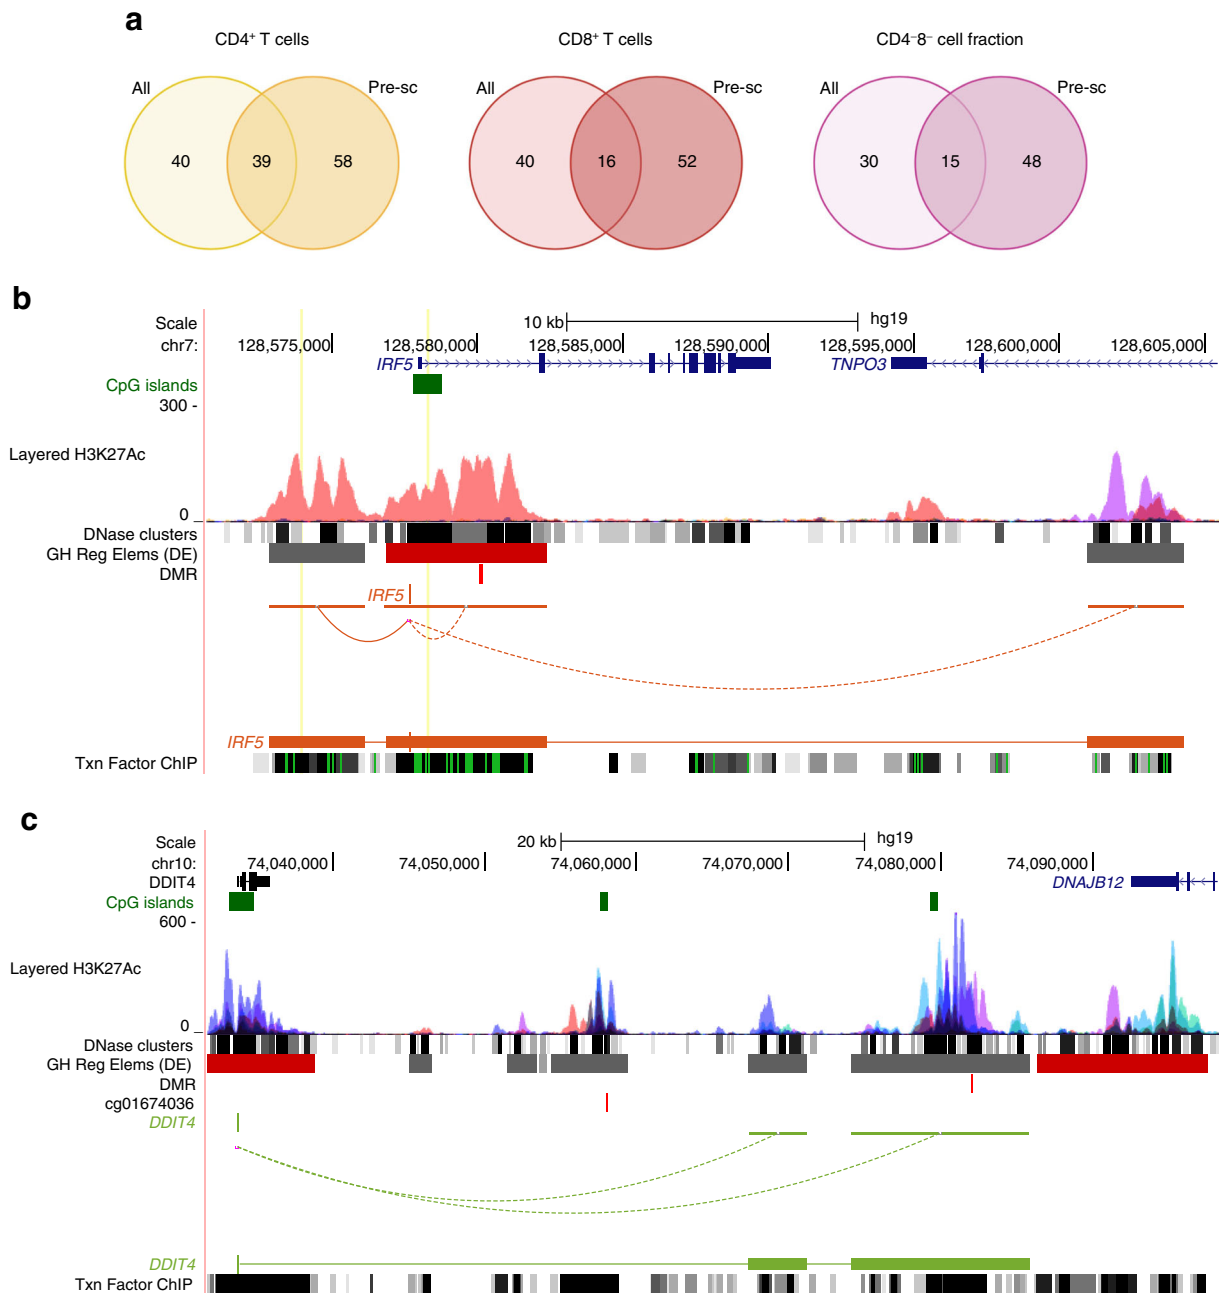 a
CD4⁺ T cells
CD8⁺ T cells
CD4⁻8⁻ cell fraction
All
Pre-sc
All
Pre-sc
All
Pre-sc
40
39
58
40
16
52
30
15
48
b
Scale
10 kb
hg19
chr7:
128,575,000
128,580,000
128,585,000
128,590,000
128,595,000
128,600,000
128,605,000
IRF5
TNPO3
CpG islands
300 -
Layered H3K27Ac
0 _
DNase clusters
GH Reg Elems (DE)
DMR
IRF5
IRF5
Txn Factor ChIP
c
Scale
20 kb
hg19
chr10:
74,040,000
74,050,000
74,060,000
74,070,000
74,080,000
74,090,000
DDIT4
DNAJB12
CpG islands
600 -
Layered H3K27Ac
0 _
DNase clusters
GH Reg Elems (DE)
DMR
cg01674036
DDIT4
DDIT4
Txn Factor ChIP